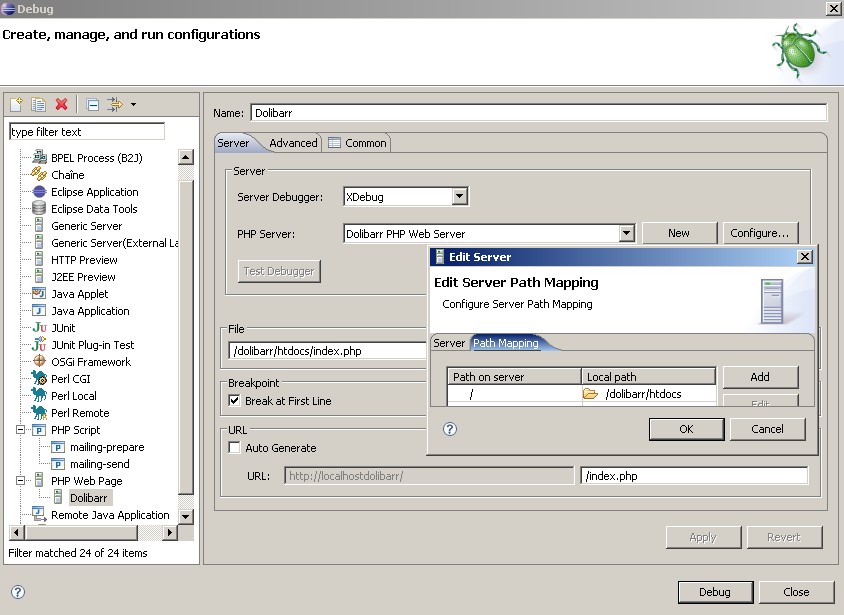 Debug
Create, manage, and run configurations
type filter text
BPEL Process (B2J)
Chaîne
Eclipse Application
Eclipse Data Tools
Generic Server
Generic Server(External La
HTTP Preview
J2EE Preview
Java Applet
Java Application
JUnit
JUnit Plug-in Test
OSGi Framework
Perl CGI
Perl Local
Perl Remote
PHP Script
mailing-prepare
mailing-send
PHP Web Page
Dolibarr
Remote Java Application
Filter matched 24 of 24 items
Name: Dolibarr
Server Advanced Common
Server
Server Debugger: XDebug
PHP Server: Dolibarr PHP Web Server New Configure...
Test Debugger
File
/dolibarr/htdocs/index.php
Breakpoint
Break at First Line
URL
Auto Generate
URL: http://localhostdolibarr/ /index.php
Apply Revert
Edit Server
Edit Server Path Mapping
Configure Server Path Mapping
Server Path Mapping
Path on server Local path Add
/ /dolibarr/htdocs Edit
OK Cancel
Debug Close